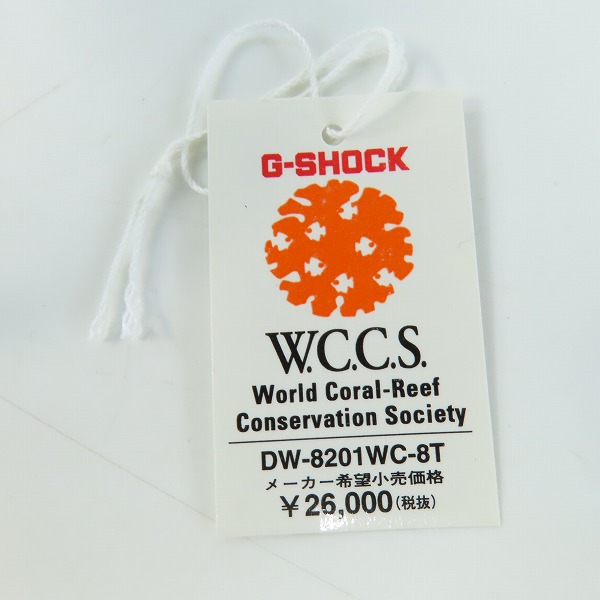 G-SHOCK
W.C.C.S.
World Coral-Reef
Conservation Society
DW-8201WC-8T
メーカー希望小売価格
￥26,000(税抜)